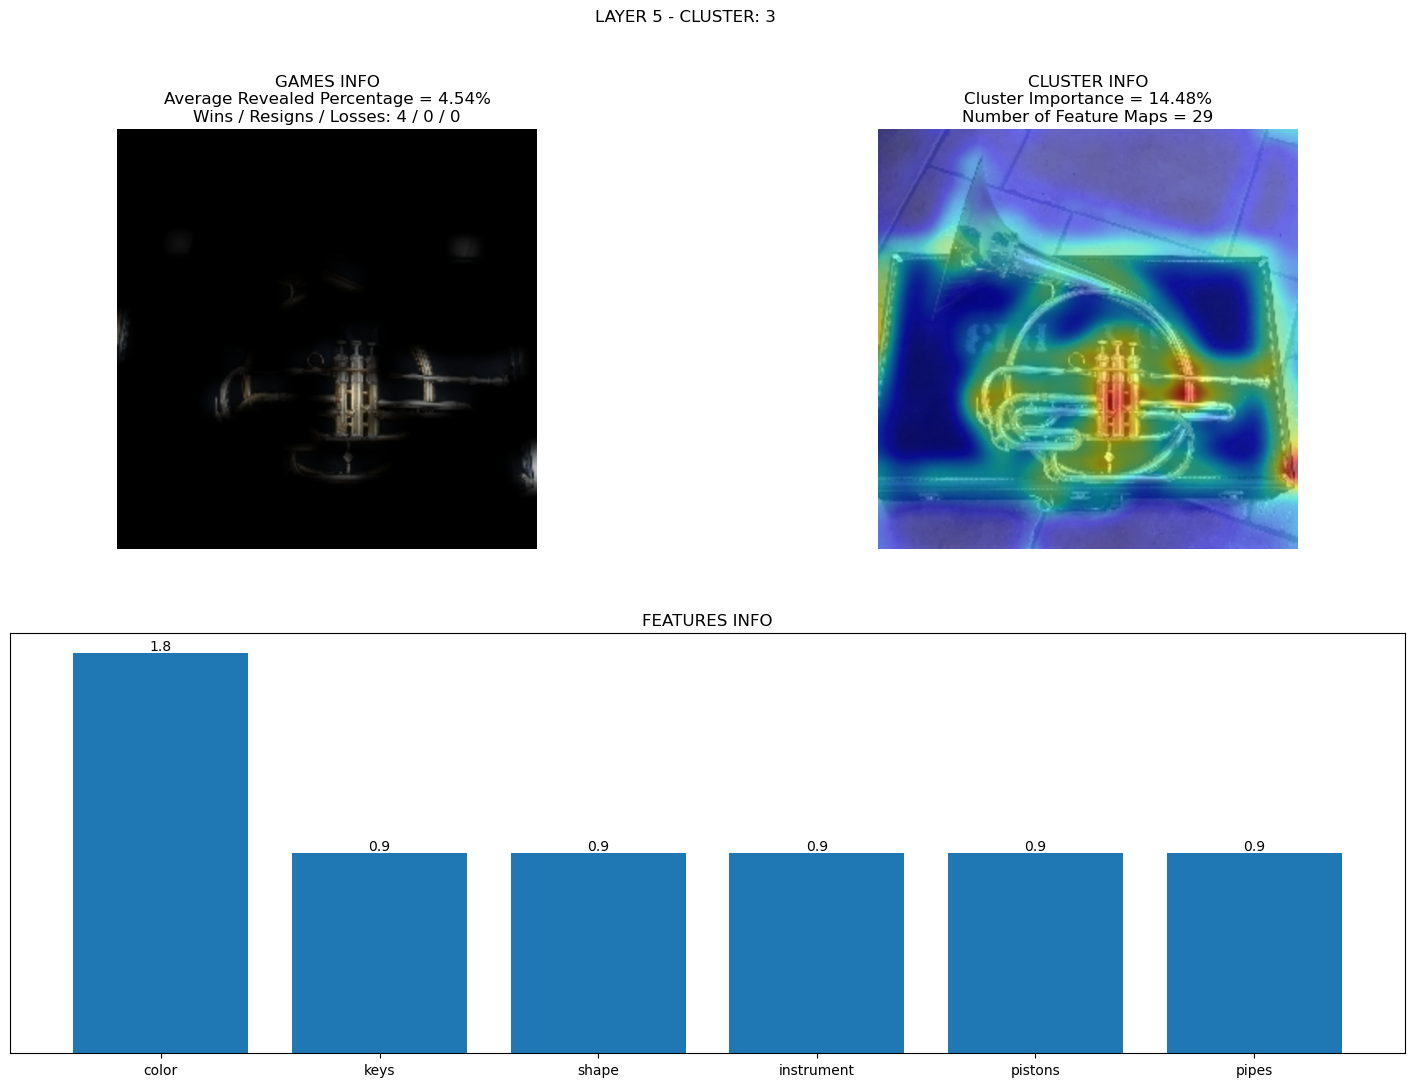 LAYER 5 - CLUSTER: 3
GAMES INFO
Average Revealed Percentage = 4.54%
Wins / Resigns / Losses: 4 / 0 / 0
CLUSTER INFO
Cluster Importance = 14.48%
Number of Feature Maps = 29
FEATURES INFO
1.8
0.9
0.9
0.9
0.9
0.9
color
keys
shape
instrument
pistons
pipes